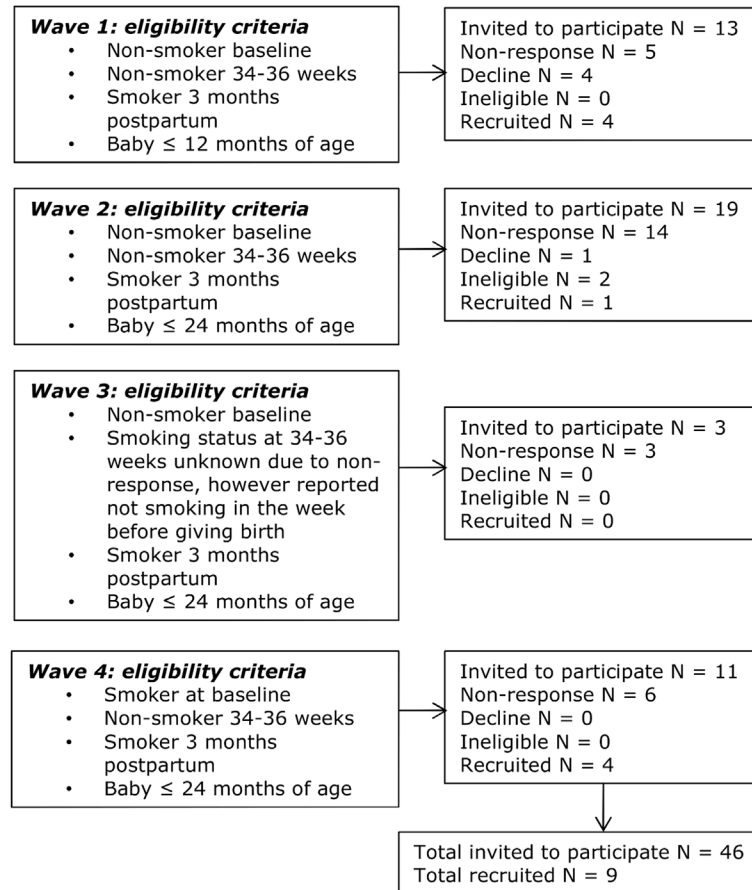 Wave 1: eligibility criteria
• Non-smoker baseline
• Non-smoker 34-36 weeks
• Smoker 3 months
postpartum
• Baby ≤ 12 months of age
Invited to participate N = 13
Non-response N = 5
Decline N = 4
Ineligible N = 0
Recruited N = 4
Wave 2: eligibility criteria
• Non-smoker baseline
• Non-smoker 34-36 weeks
• Smoker 3 months
postpartum
• Baby ≤ 24 months of age
Invited to participate N = 19
Non-response N = 14
Decline N = 1
Ineligible N = 2
Recruited N = 1
Wave 3: eligibility criteria
• Non-smoker baseline
• Smoking status at 34-36
weeks unknown due to non-
response, however reported
not smoking in the week
before giving birth
• Smoker 3 months
postpartum
• Baby ≤ 24 months of age
Invited to participate N = 3
Non-response N = 3
Decline N = 0
Ineligible N = 0
Recruited N = 0
Wave 4: eligibility criteria
• Smoker at baseline
• Non-smoker 34-36 weeks
• Smoker 3 months
postpartum
• Baby ≤ 24 months of age
Invited to participate N = 11
Non-response N = 6
Decline N = 0
Ineligible N = 0
Recruited N = 4
Total invited to participate N = 46
Total recruited N = 9